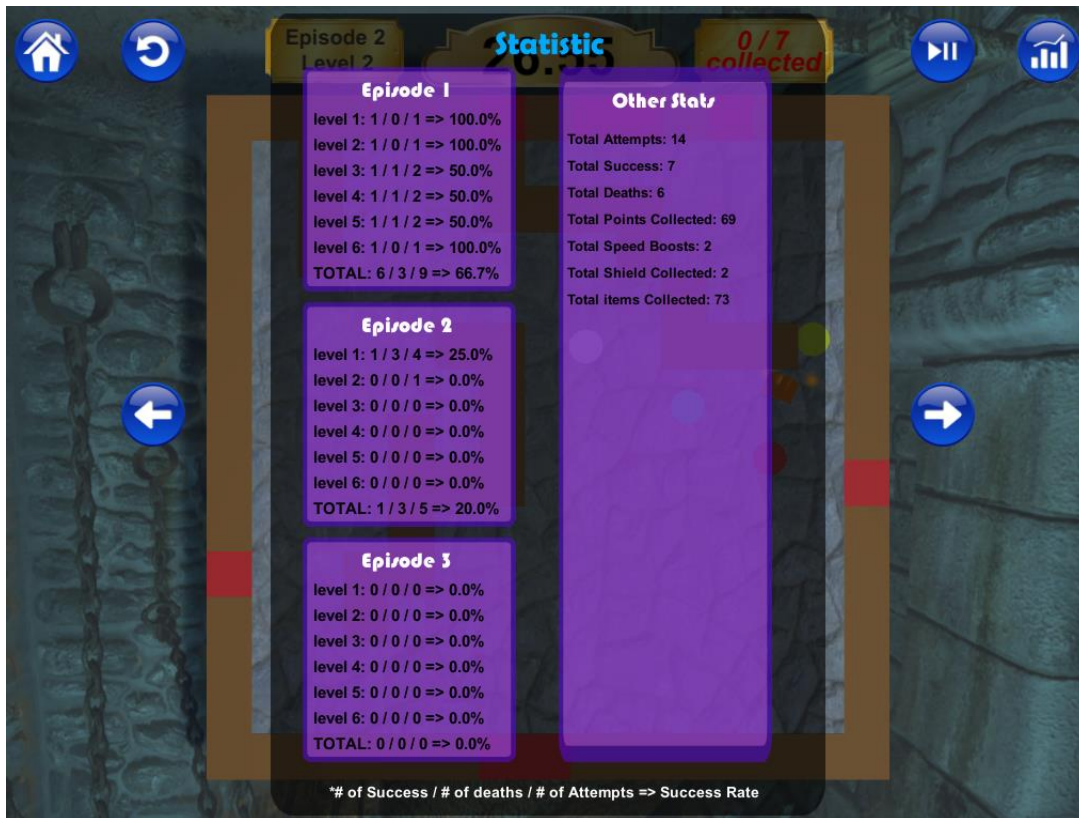 Episode 2
Level 2
26.55
0 / 7
collected
Statistic
Episode 1
level 1: 1 / 0 / 1 => 100.0%
level 2: 1 / 0 / 1 => 100.0%
level 3: 1 / 1 / 2 => 50.0%
level 4: 1 / 1 / 2 => 50.0%
level 5: 1 / 1 / 2 => 50.0%
level 6: 1 / 0 / 1 => 100.0%
TOTAL: 6 / 3 / 9 => 66.7%
Episode 2
level 1: 1 / 3 / 4 => 25.0%
level 2: 0 / 0 / 1 => 0.0%
level 3: 0 / 0 / 0 => 0.0%
level 4: 0 / 0 / 0 => 0.0%
level 5: 0 / 0 / 0 => 0.0%
level 6: 0 / 0 / 0 => 0.0%
TOTAL: 1 / 3 / 5 => 20.0%
Episode 3
level 1: 0 / 0 / 0 => 0.0%
level 2: 0 / 0 / 0 => 0.0%
level 3: 0 / 0 / 0 => 0.0%
level 4: 0 / 0 / 0 => 0.0%
level 5: 0 / 0 / 0 => 0.0%
level 6: 0 / 0 / 0 => 0.0%
TOTAL: 0 / 0 / 0 => 0.0%
Other Stats
Total Attempts: 14
Total Success: 7
Total Deaths: 6
Total Points Collected: 69
Total Speed Boosts: 2
Total Shield Collected: 2
Total items Collected: 73
*# of Success / # of deaths / # of Attempts => Success Rate